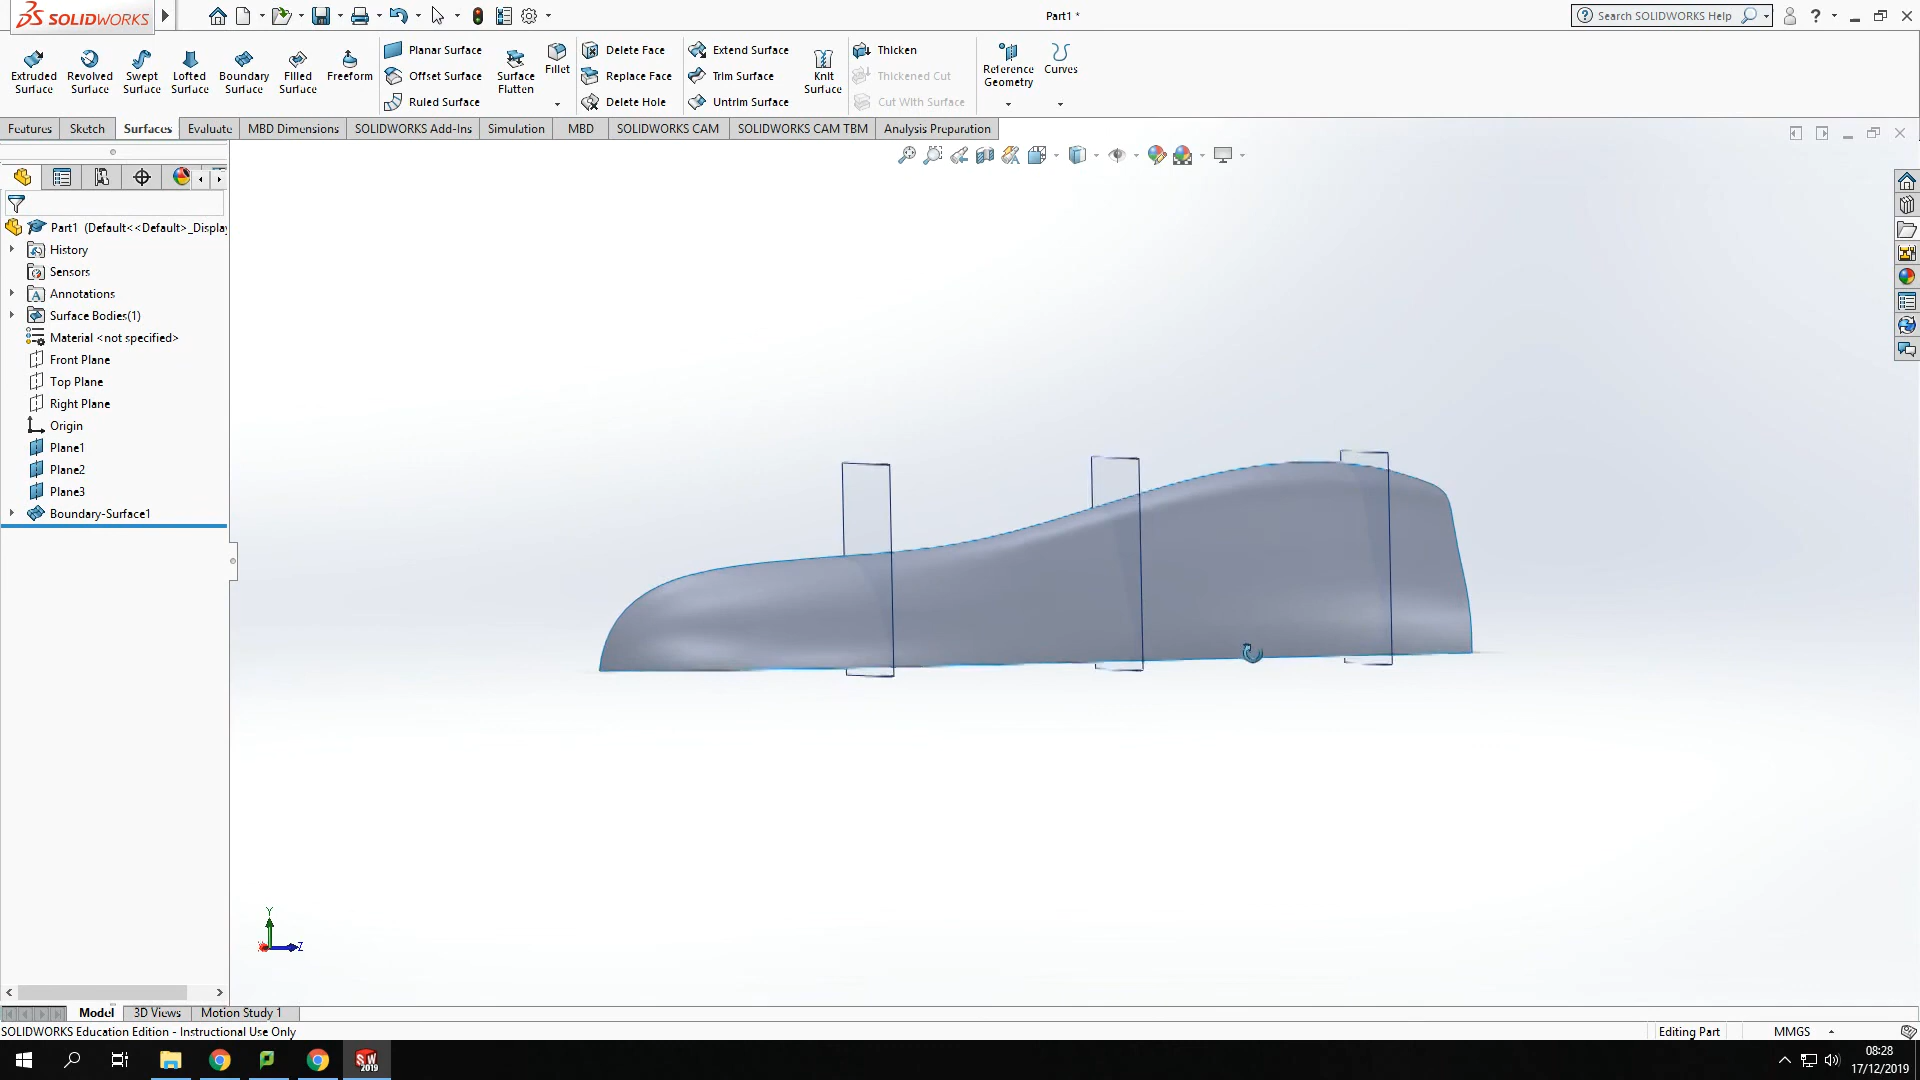 SOLIDWORKS
Part1 *
Search SOLIDWORKS Help
Extruded Surface
Revolved Surface
Swept Surface
Lofted Surface
Boundary Surface
Filled Surface
Freeform
Planar Surface
Offset Surface
Ruled Surface
Surface Flatten
Fillet
Delete Face
Replace Face
Delete Hole
Extend Surface
Trim Surface
Untrim Surface
Knit Surface
Thicken
Thickened Cut
Cut With Surface
Reference Geometry
Curves
Features
Sketch
Surfaces
Evaluate
MBD Dimensions
SOLIDWORKS Add-Ins
Simulation
MBD
SOLIDWORKS CAM
SOLIDWORKS CAM TBM
Analysis Preparation
Part1 (Default<<Default>_Display
History
Sensors
Annotations
Surface Bodies(1)
Material <not specified>
Front Plane
Top Plane
Right Plane
Origin
Plane1
Plane2
Plane3
Boundary-Surface1
Y
Z
Model
3D Views
Motion Study 1
SOLIDWORKS Education Edition - Instructional Use Only
Editing Part
MMGS
SW
2019
08:28
17/12/2019